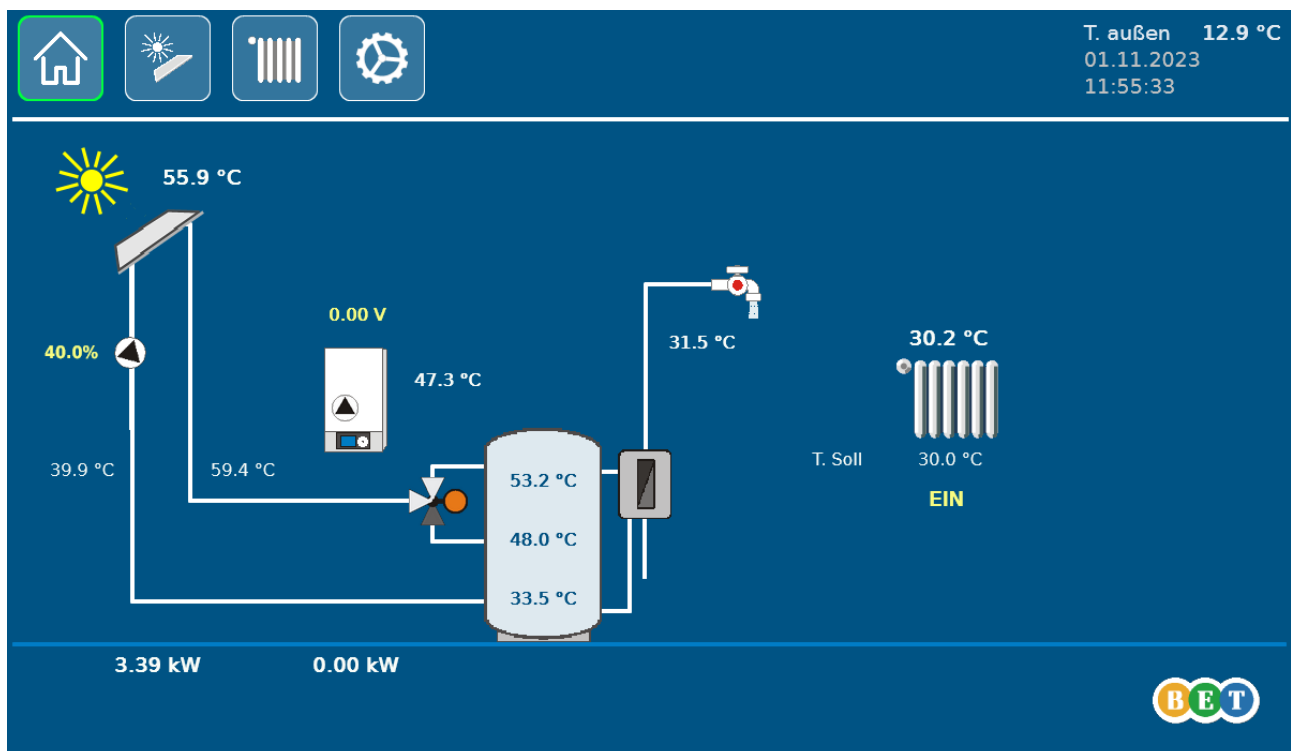 T. außen 12.9 °C
01.11.2023
11:55:33
55.9 °C
0.00 V
40.0%
47.3 °C
31.5 °C
30.2 °C
39.9 °C
59.4 °C
53.2 °C
T. Soll 30.0 °C
EIN
48.0 °C
33.5 °C
3.39 kW 0.00 kW
BET